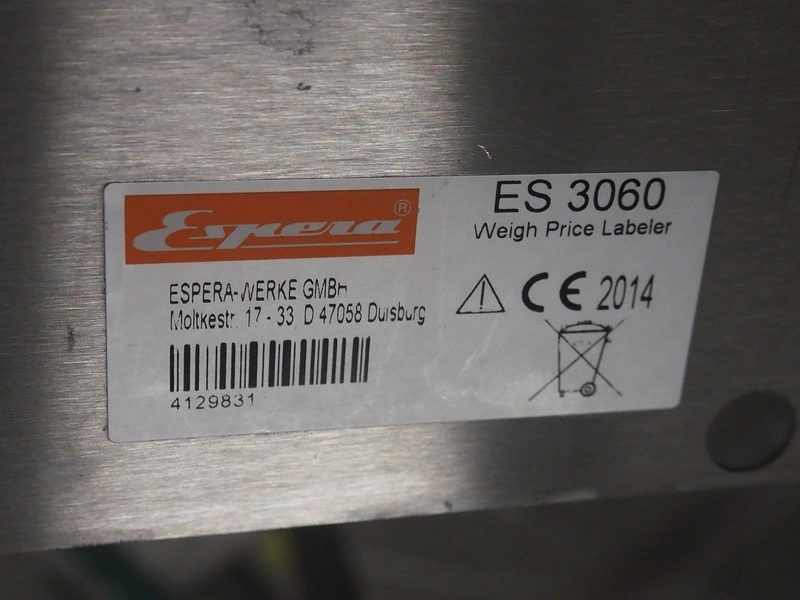 Espera®
ES 3060
Weigh Price Labeler
ESPERA-WERKE GMBH
Moltkestr. 17 - 33, D 47058 Duisburg
CE 2014
4129831